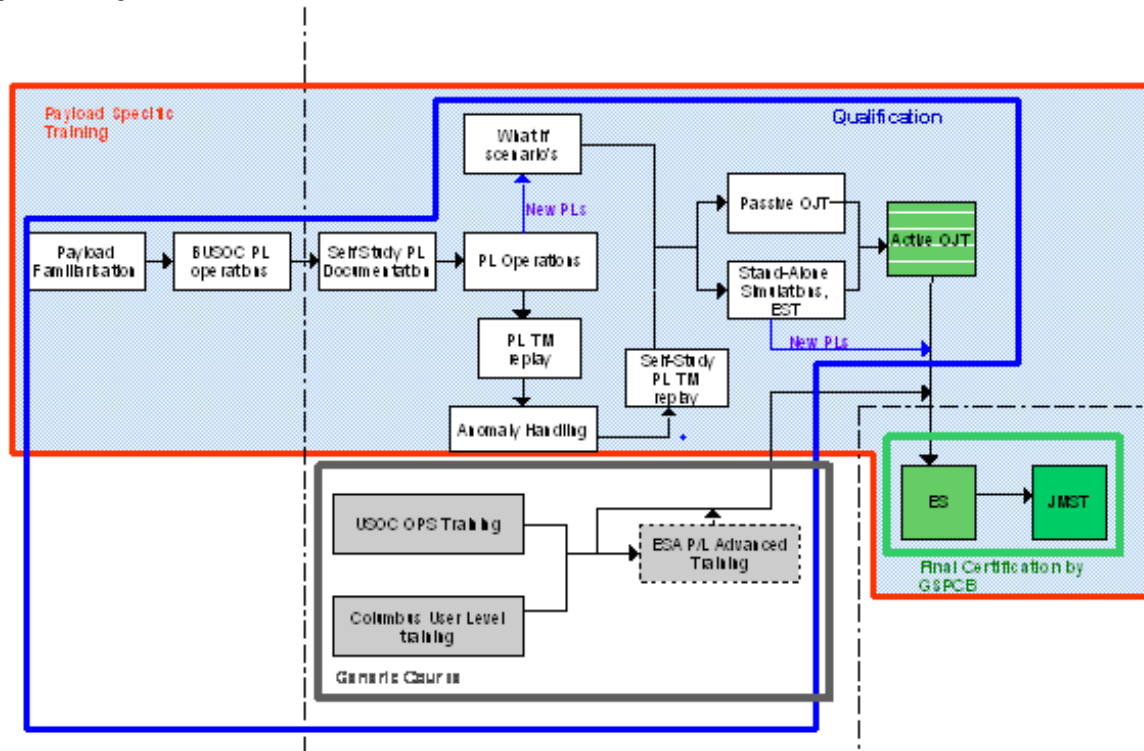 Payload Specific
Training
Qualification
What if
scenario's
New PLs
Passive OJT
Active OJT
Payload
Familiarisation
BUSOC PL
operations
Self Study PL
Documentation
PL Operations
Stand-Alone
Simulations,
EST
New PLs
PL TM
replay
Self-Study
PL TM
replay
Anomaly Handling
USOC OPS Training
ESA P/L Advanced
Training
ES
JMST
Final Certification by
GSPCB
Columbus User Level
training
Generic Course